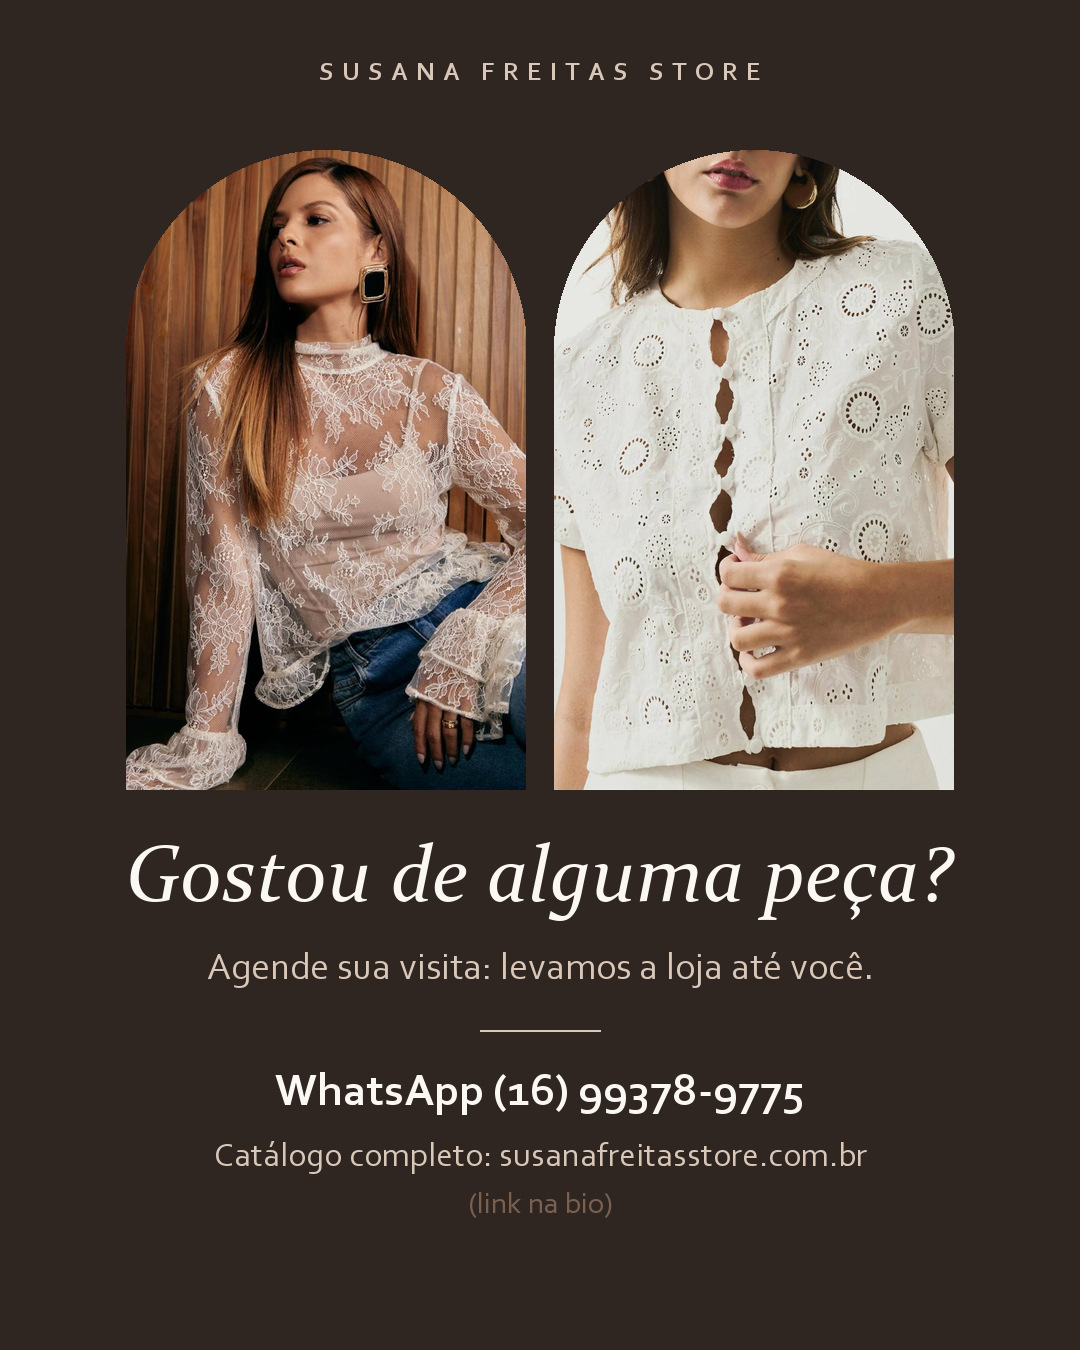 SUSANA FREITAS STORE
Gostou de alguma peça?
Agende sua visita: levamos a loja até você.
WhatsApp (16) 99378-9775
Catálogo completo: susanafreitasstore.com.br
(link na bio)